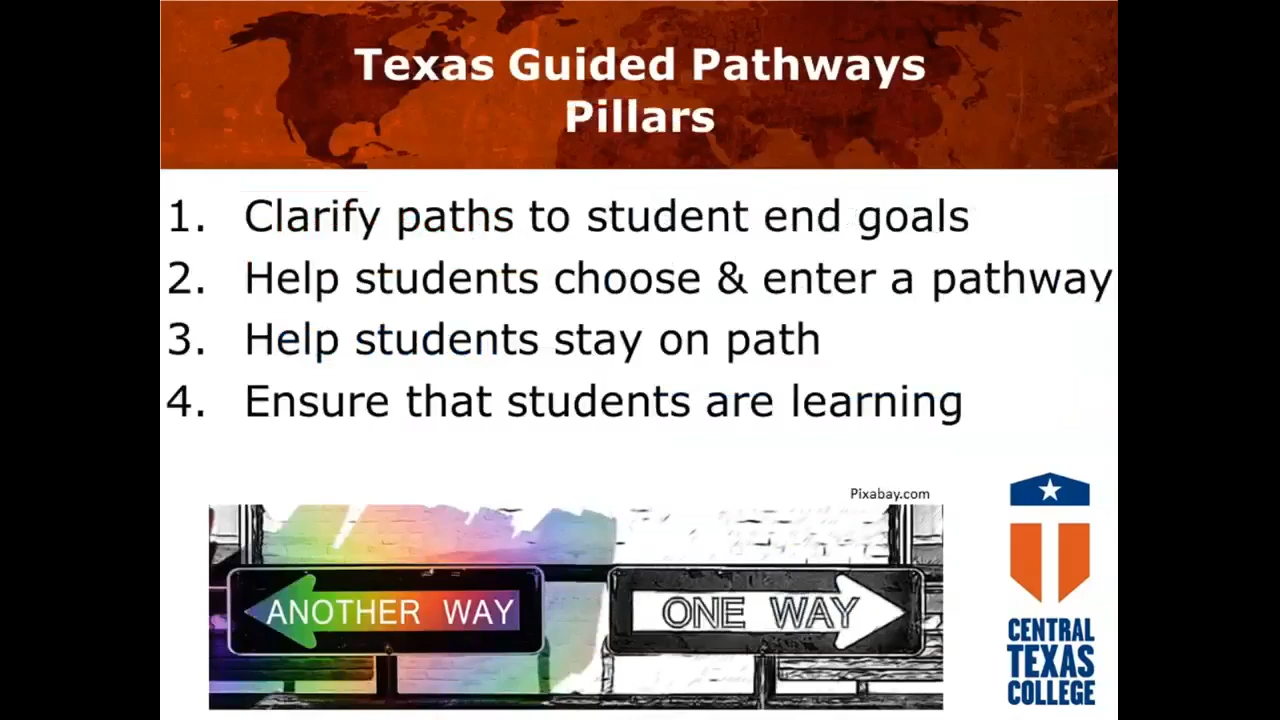 Texas Guided Pathways
Pillars
1. Clarify paths to student end goals
2. Help students choose & enter a pathway
3. Help students stay on path
4. Ensure that students are learning
Pixabay.com
ANOTHER WAY
ONE WAY
CENTRAL
TEXAS
COLLEGE